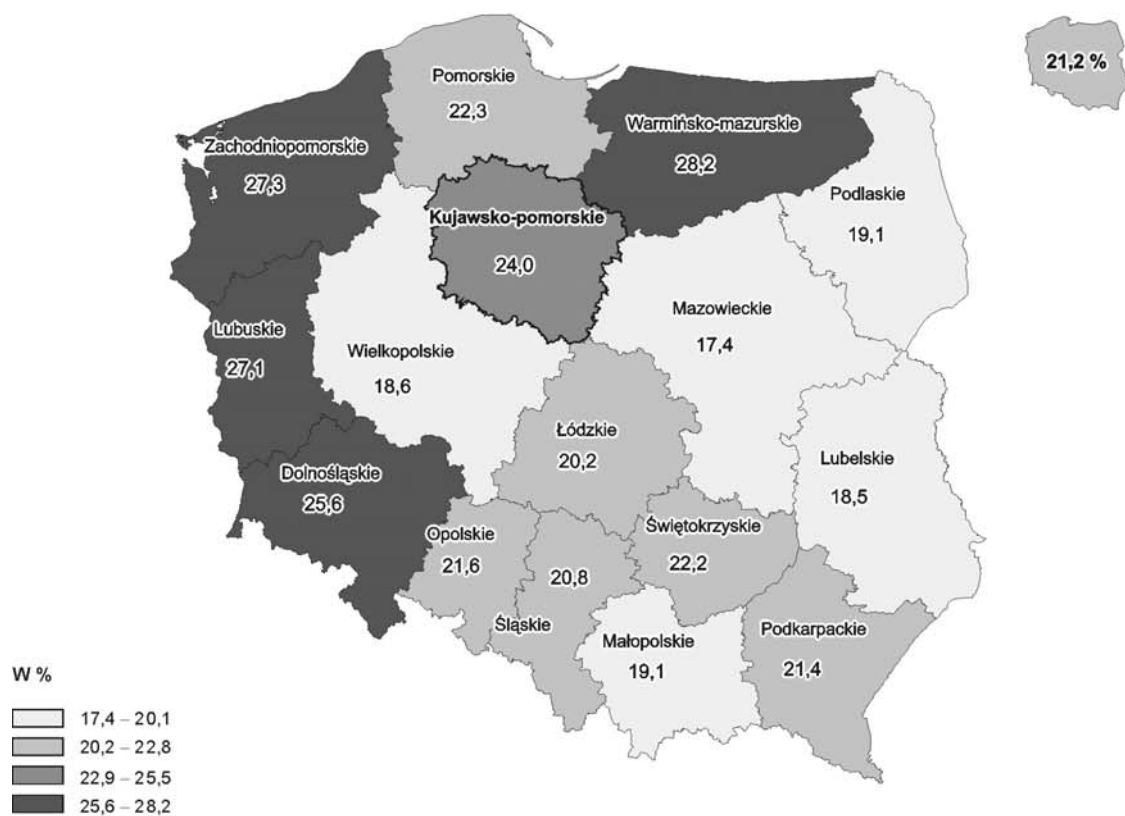 21,2 %
Pomorskie
22,3
Warmińsko-mazurskie
28,2
Zachodniopomorskie
27,3
Podlaskie
19,1
Kujawsko-pomorskie
24,0
Mazowieckie
17,4
Lubuskie
27,1
Wielkopolskie
18,6
Łódzkie
20,2
Lubelskie
18,5
Dolnośląskie
25,6
Opolskie
21,6
Świętokrzyskie
22,2
20,8
Śląskie
Małopolskie
19,1
Podkarpackie
21,4
W %
17,4 – 20,1
20,2 – 22,8
22,9 – 25,5
25,6 – 28,2